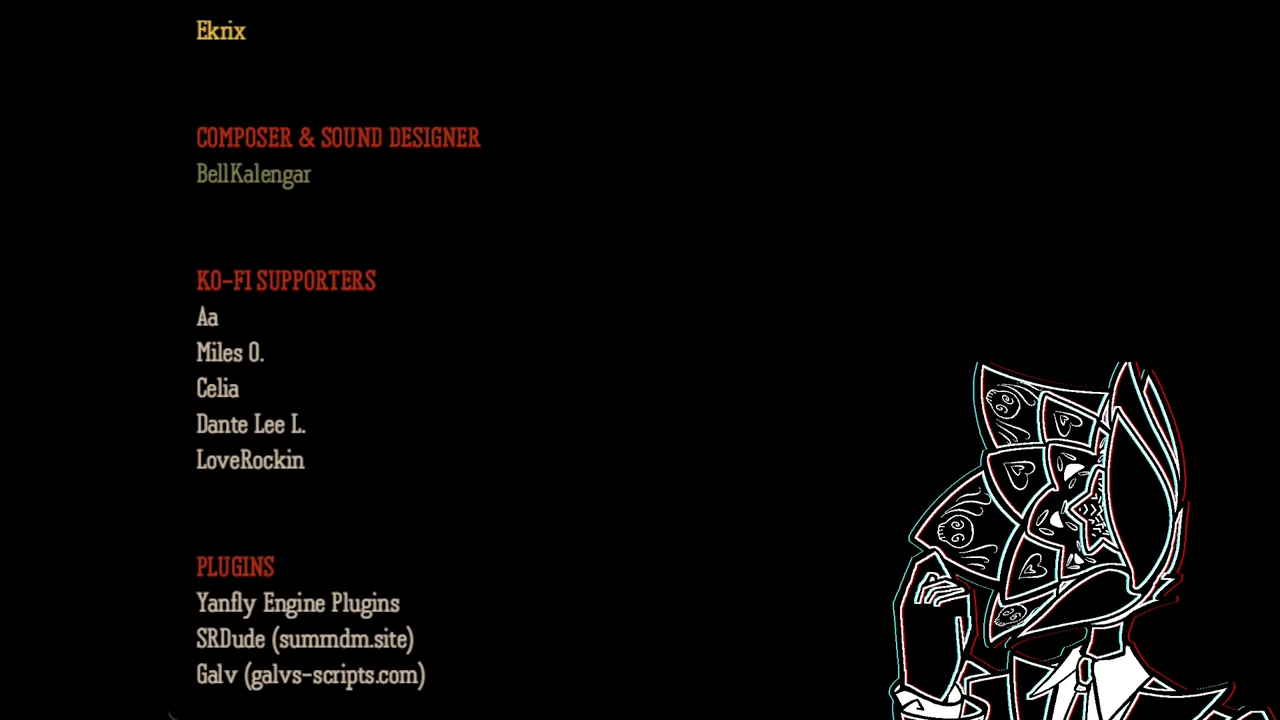 Ekrix
COMPOSER & SOUND DESIGNER
BellKalengar
KO-FI SUPPORTERS
Aa
Miles O.
Celia
Dante Lee L.
LoveRockin
PLUGINS
Yanfly Engine Plugins
SRDude (sumrndm.site)
Galv (galvs-scripts.com)